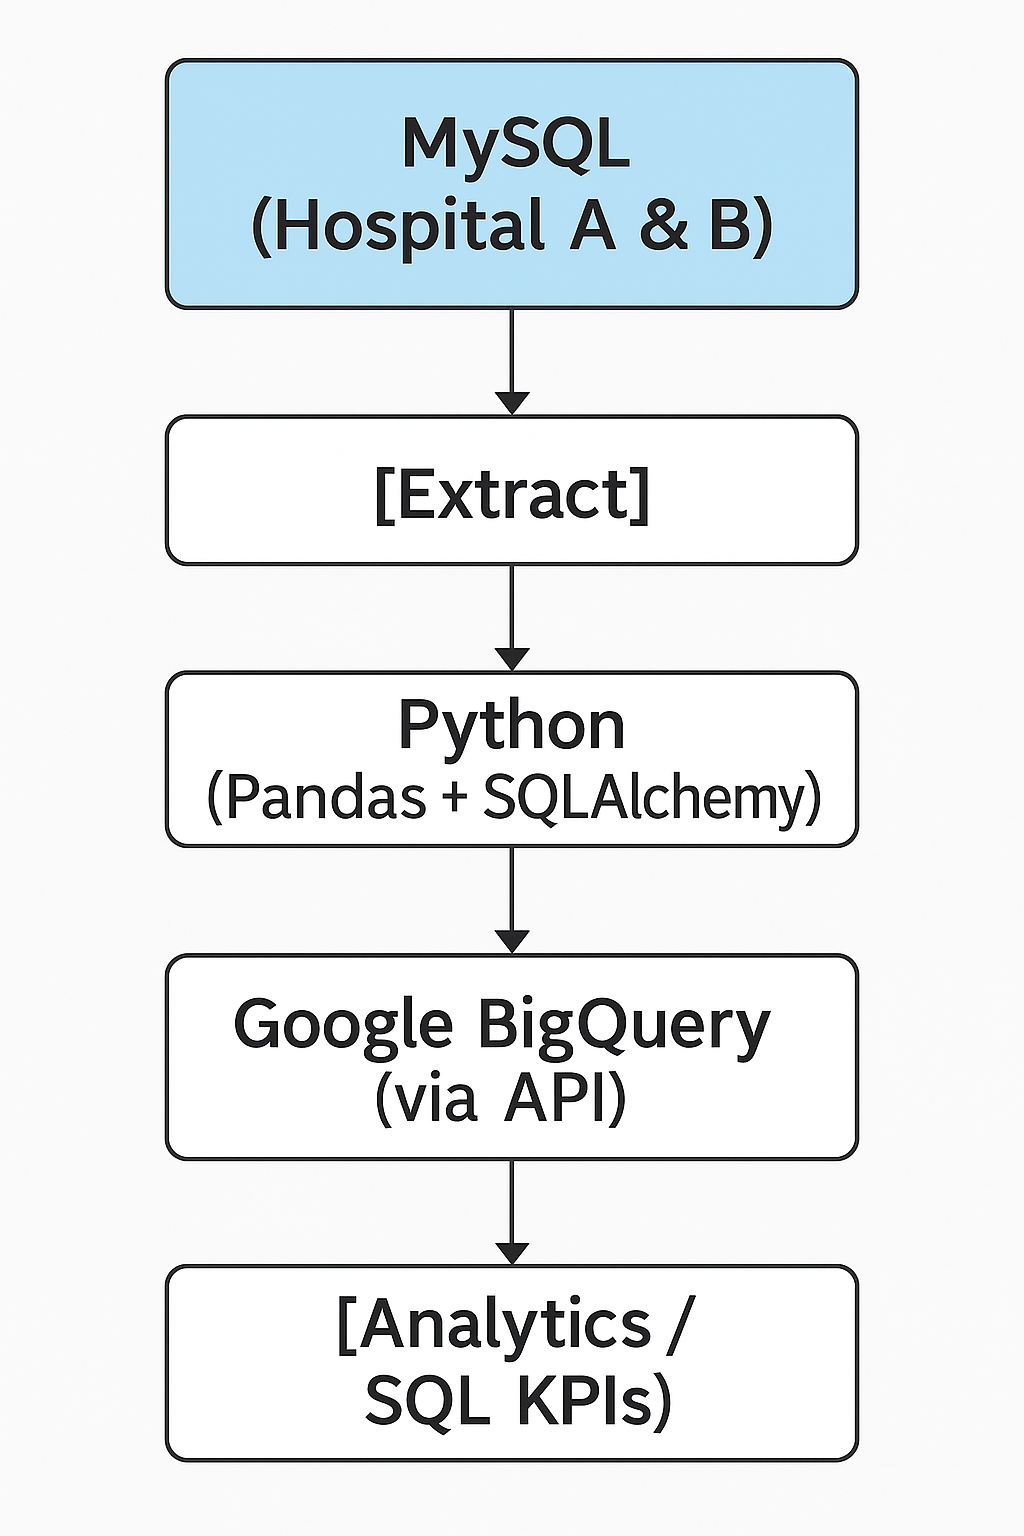 MySQL
(Hospital A & B)
[Extract]
Python
(Pandas + SQLAlchemy)
Google BigQuery
(via API)
[Analytics /
SQL KPIs)